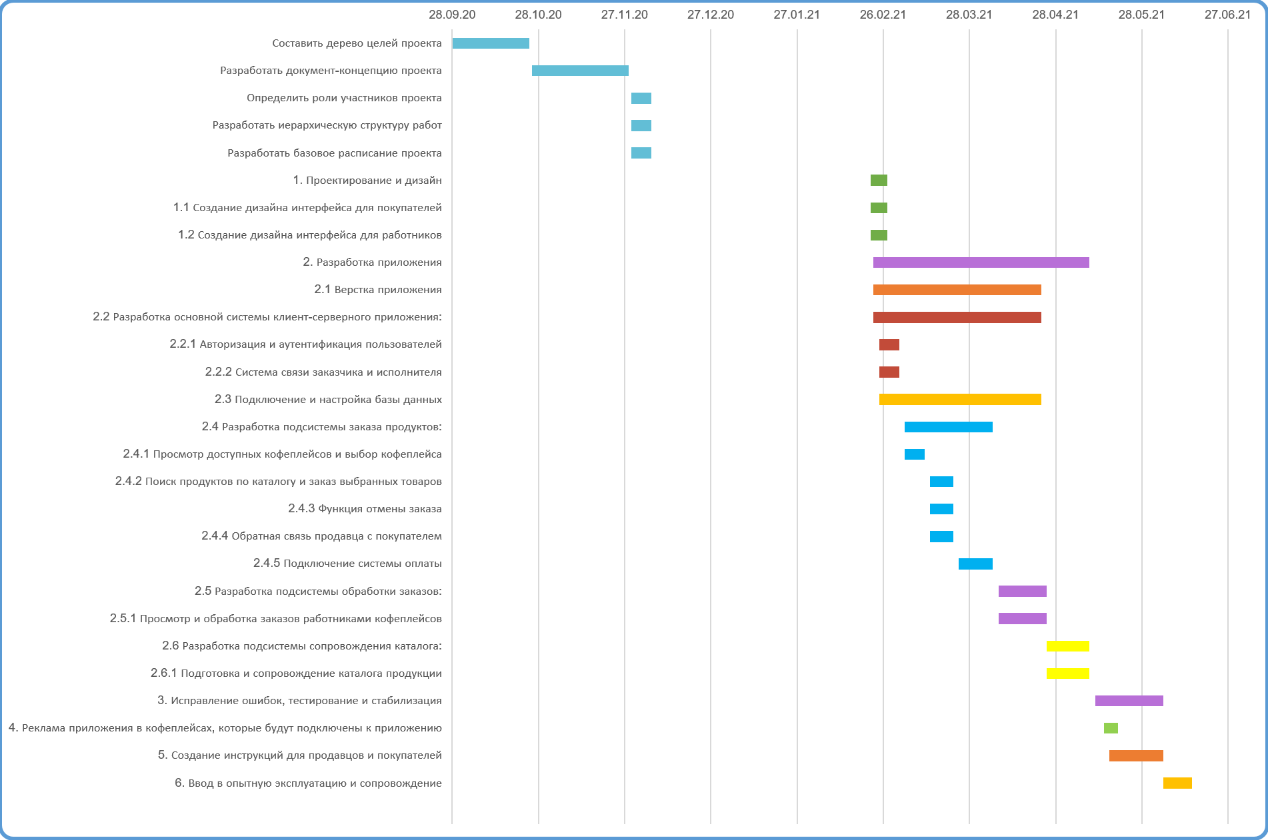 28.09.20 28.10.20 27.11.20 27.12.20 27.01.21 26.02.21 28.03.21 28.04.21 28.05.21 27.06.21
Составить дерево целей проекта
Разработать документ-концепцию проекта
Определить роли участников проекта
Разработать иерархическую структуру работ
Разработать базовое расписание проекта
1. Проектирование и дизайн
1.1 Создание дизайна интерфейса для покупателей
1.2 Создание дизайна интерфейса для работников
2. Разработка приложения
2.1 Верстка приложения
2.2 Разработка основной системы клиент-серверного приложения:
2.2.1 Авторизация и аутентификация пользователей
2.2.2 Система связи заказчика и исполнителя
2.3 Подключение и настройка базы данных
2.4 Разработка подсистемы заказа продуктов:
2.4.1 Просмотр доступных кофеплейсов и выбор кофеплейса
2.4.2 Поиск продуктов по каталогу и заказ выбранных товаров
2.4.3 Функция отмены заказа
2.4.4 Обратная связь продавца с покупателем
2.4.5 Подключение системы оплаты
2.5 Разработка подсистемы обработки заказов:
2.5.1 Просмотр и обработка заказов работниками кофеплейсов
2.6 Разработка подсистемы сопровождения каталога:
2.6.1 Подготовка и сопровождение каталога продукции
3. Исправление ошибок, тестирование и стабилизация
4. Реклама приложения в кофеплейсах, которые будут подключены к приложению
5. Создание инструкций для продавцов и покупателей
6. Ввод в опытную эксплуатацию и сопровождение